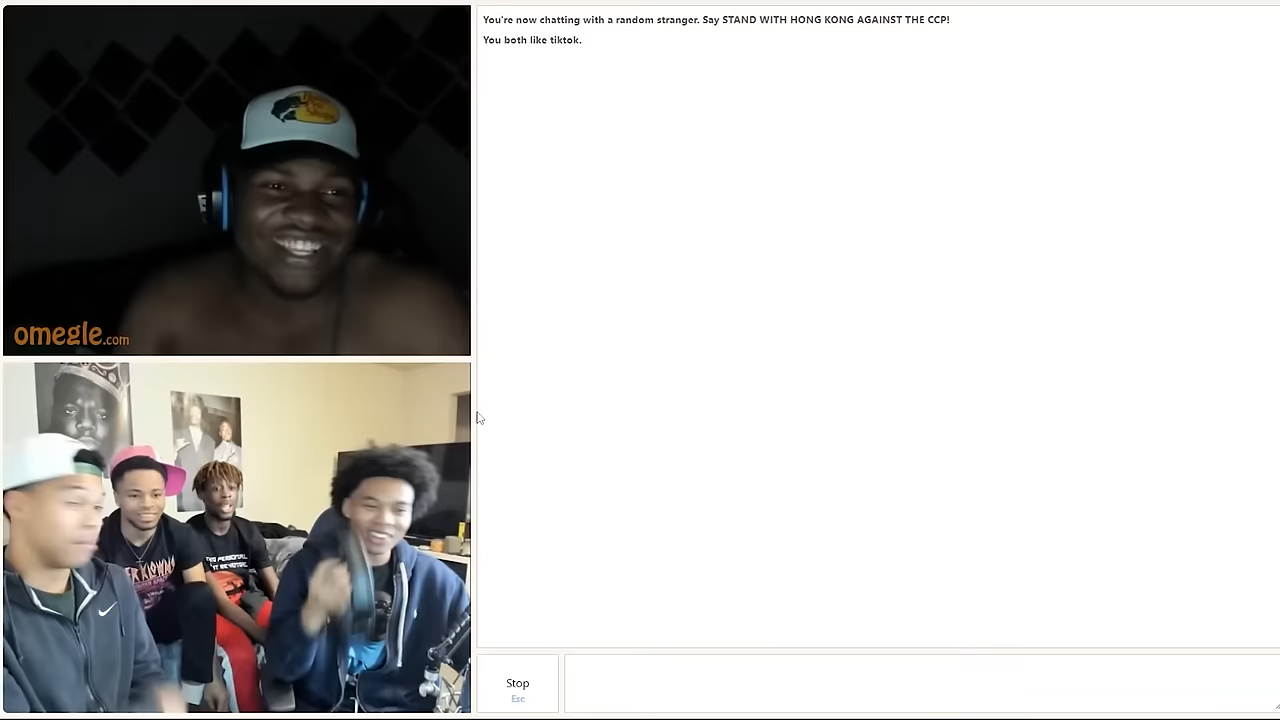 You're now chatting with a random stranger. Say STAND WITH HONG KONG AGAINST THE CCP!
You both like tiktok.
omegle.com
Stop
Esc